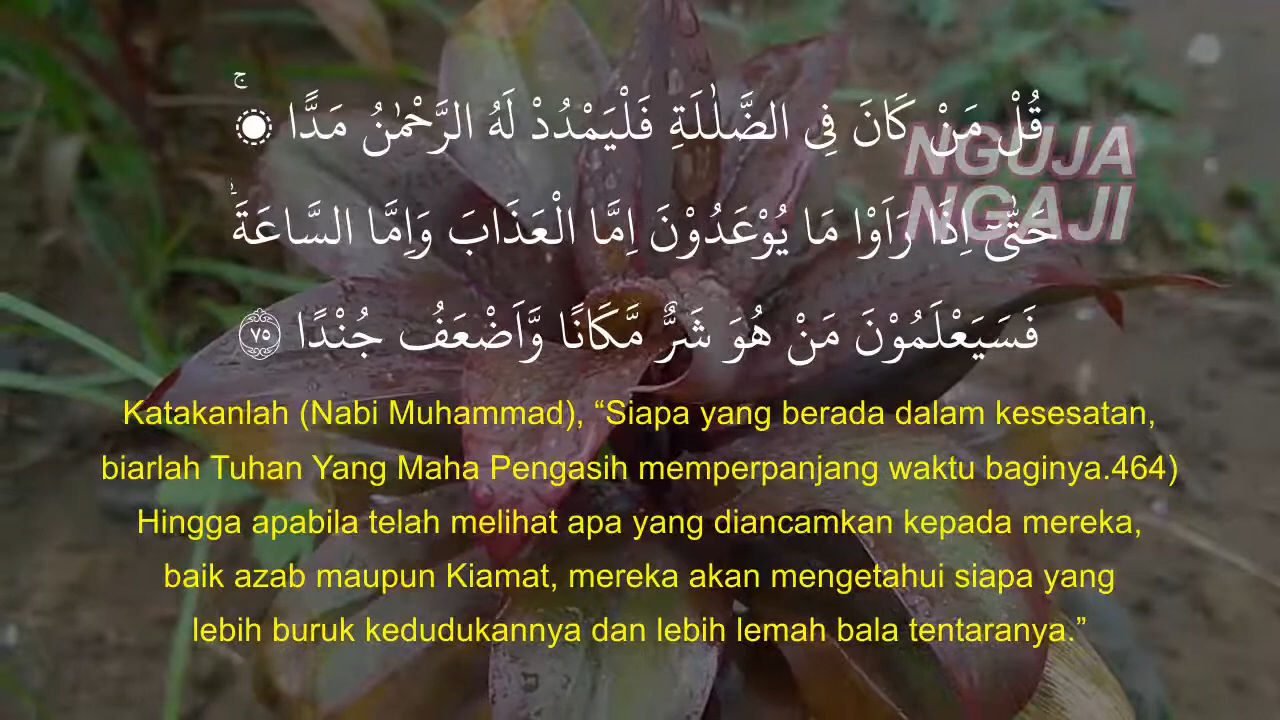 قُلْ مَنْ كَانَ فِى الضَّلٰلَةِ فَلْيَمْدُدْ لَهُ الرَّحْمٰنُ مَدًّا ەۚ
حَتّٰىٓ اِذَا رَاَوْا مَا يُوْعَدُوْنَ اِمَّا الْعَذَابَ وَاِمَّا السَّاعَةَ ۗ
فَسَيَعْلَمُوْنَ مَنْ هُوَ شَرٌّ مَّكَانًا وَّاَضْعَفُ جُنْدًا ٧٥
NGUJA
NGAJI
Katakanlah (Nabi Muhammad), “Siapa yang berada dalam kesesatan,
biarlah Tuhan Yang Maha Pengasih memperpanjang waktu baginya.464)
Hingga apabila telah melihat apa yang diancamkan kepada mereka,
baik azab maupun Kiamat, mereka akan mengetahui siapa yang
lebih buruk kedudukannya dan lebih lemah bala tentaranya.”